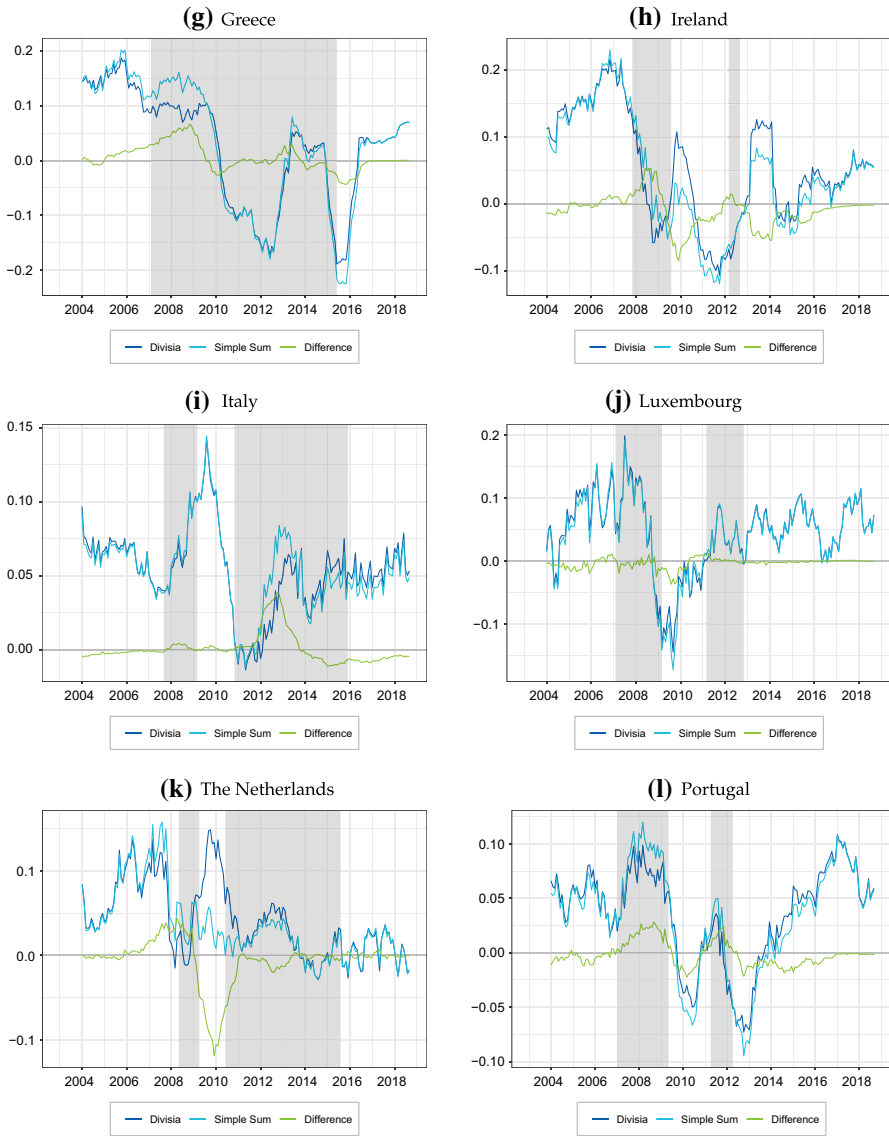 (g) Greece
0.2
0.1
0.0
−0.1
−0.2
2004 2006 2008 2010 2012 2014 2016 2018
Divisia Simple Sum Difference
(h) Ireland
0.2
0.1
0.0
−0.1
2004 2006 2008 2010 2012 2014 2016 2018
Divisia Simple Sum Difference
(i) Italy
0.15
0.10
0.05
0.00
2004 2006 2008 2010 2012 2014 2016 2018
Divisia Simple Sum Difference
(j) Luxembourg
0.2
0.1
0.0
−0.1
2004 2006 2008 2010 2012 2014 2016 2018
Divisia Simple Sum Difference
(k) The Netherlands
0.1
0.0
−0.1
2004 2006 2008 2010 2012 2014 2016 2018
Divisia Simple Sum Difference
(l) Portugal
0.10
0.05
0.00
−0.05
−0.10
2004 2006 2008 2010 2012 2014 2016 2018
Divisia Simple Sum Difference